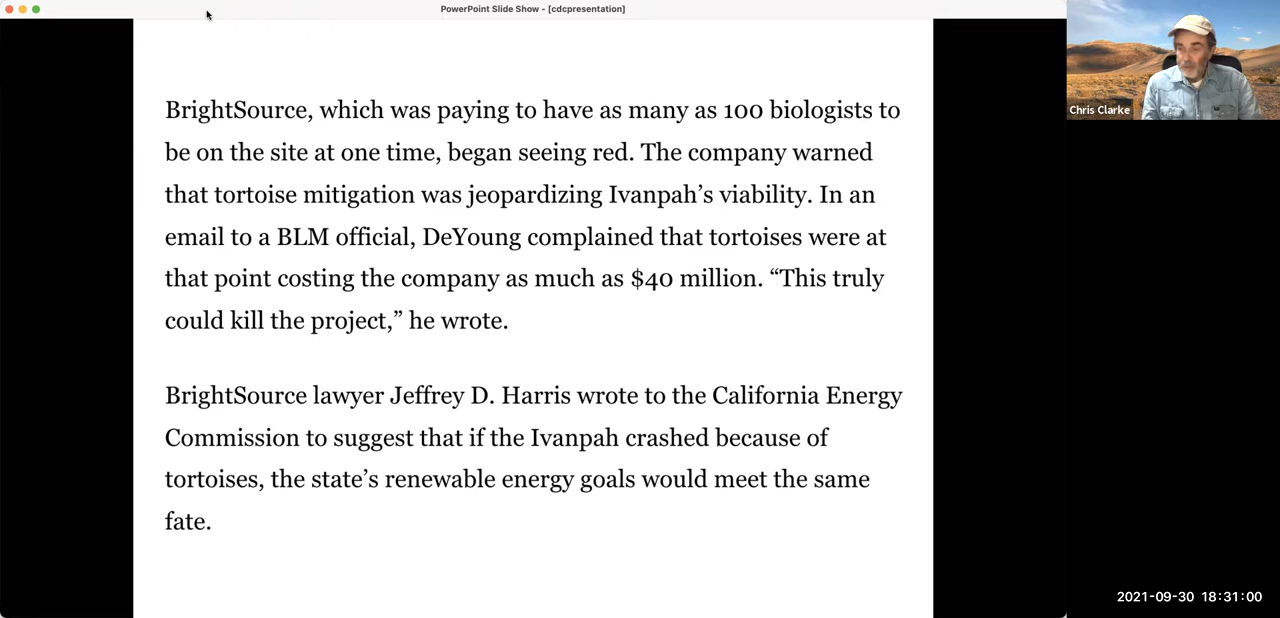 PowerPoint Slide Show - [cdcpresentation]
BrightSource, which was paying to have as many as 100 biologists to
be on the site at one time, began seeing red. The company warned
that tortoise mitigation was jeopardizing Ivanpah’s viability. In an
email to a BLM official, DeYoung complained that tortoises were at
that point costing the company as much as $40 million. “This truly
could kill the project,” he wrote.
BrightSource lawyer Jeffrey D. Harris wrote to the California Energy
Commission to suggest that if the Ivanpah crashed because of
tortoises, the state’s renewable energy goals would meet the same
fate.
Chris Clarke
2021-09-30 18:31:00